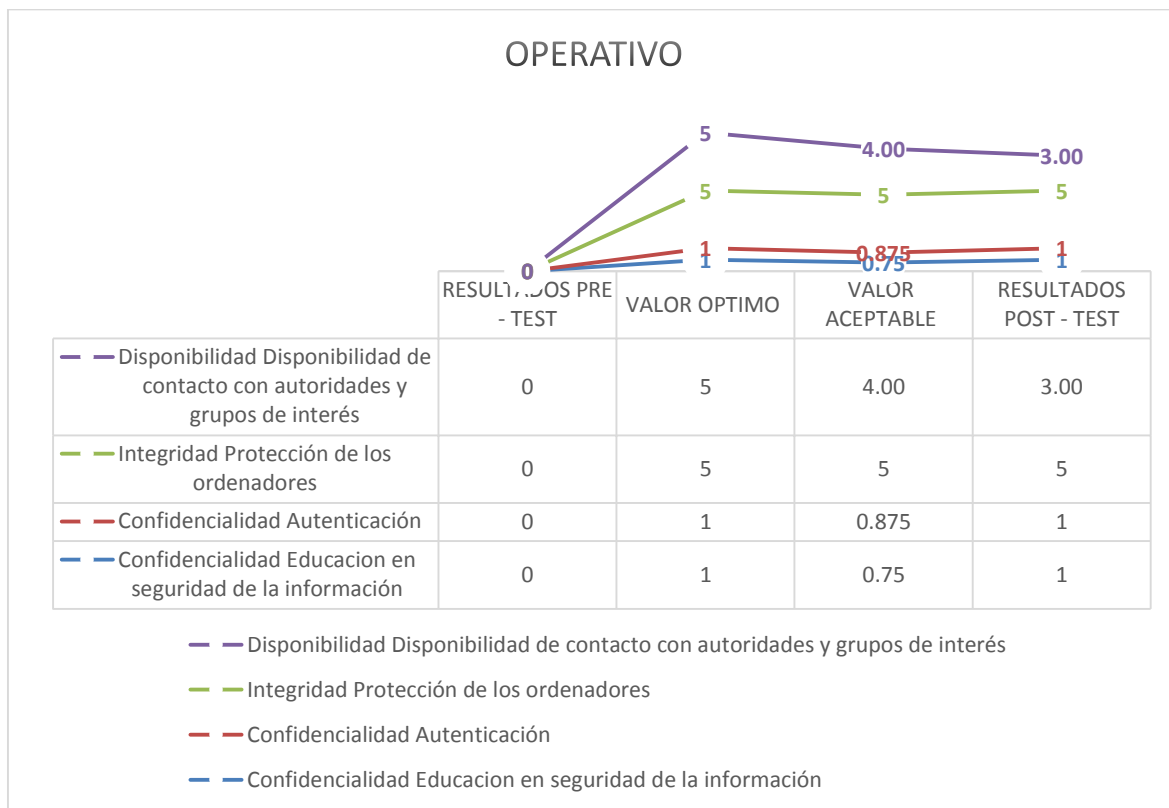 OPERATIVO
5
4.00
3.00
5
5
5
1
0.875
1
1
0.75
1
0
RESULTADOS PRE
- TEST
VALOR OPTIMO
VALOR
ACEPTABLE
RESULTADOS
POST - TEST
Disponibilidad Disponibilidad de
contacto con autoridades y
grupos de interés
0
5
4.00
3.00
Integridad Protección de los
ordenadores
0
5
5
5
Confidencialidad Autenticación
0
1
0.875
1
Confidencialidad Educacion en
seguridad de la información
0
1
0.75
1
Disponibilidad Disponibilidad de contacto con autoridades y grupos de interés
Integridad Protección de los ordenadores
Confidencialidad Autenticación
Confidencialidad Educacion en seguridad de la información